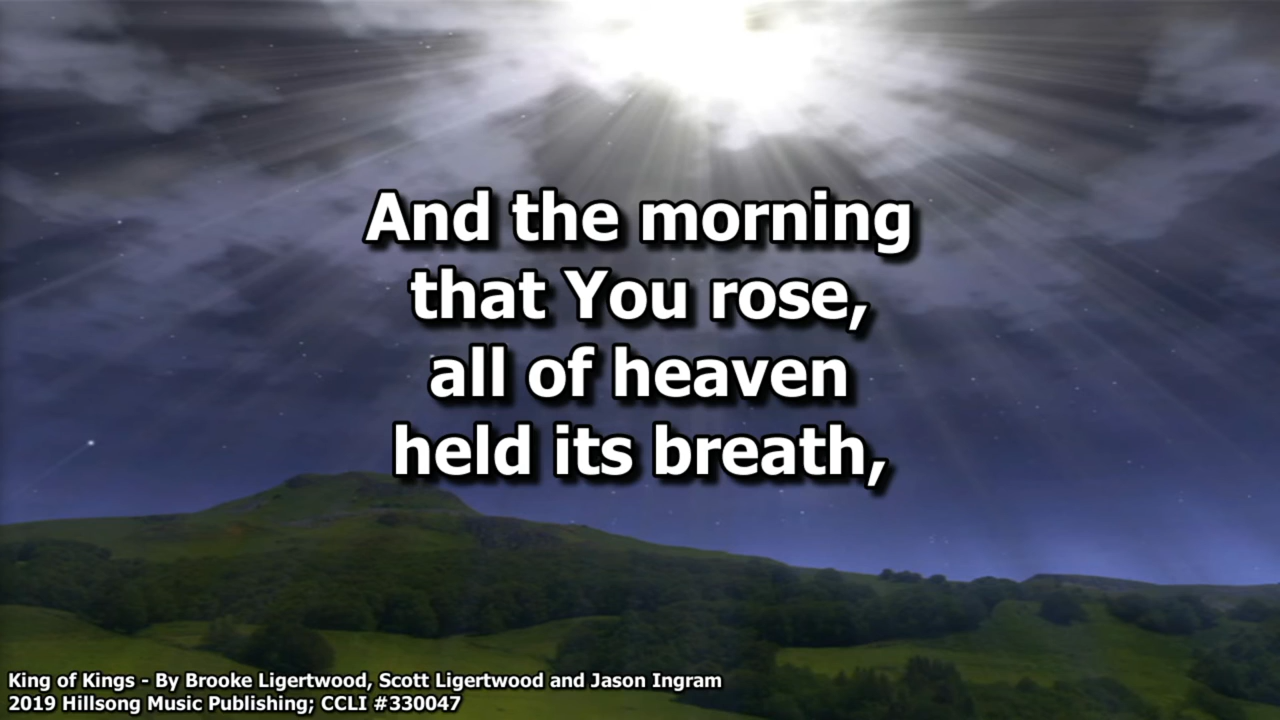 And the morning
that You rose,
all of heaven
held its breath,
King of Kings - By Brooke Ligertwood, Scott Ligertwood and Jason Ingram
2019 Hillsong Music Publishing; CCLI #330047